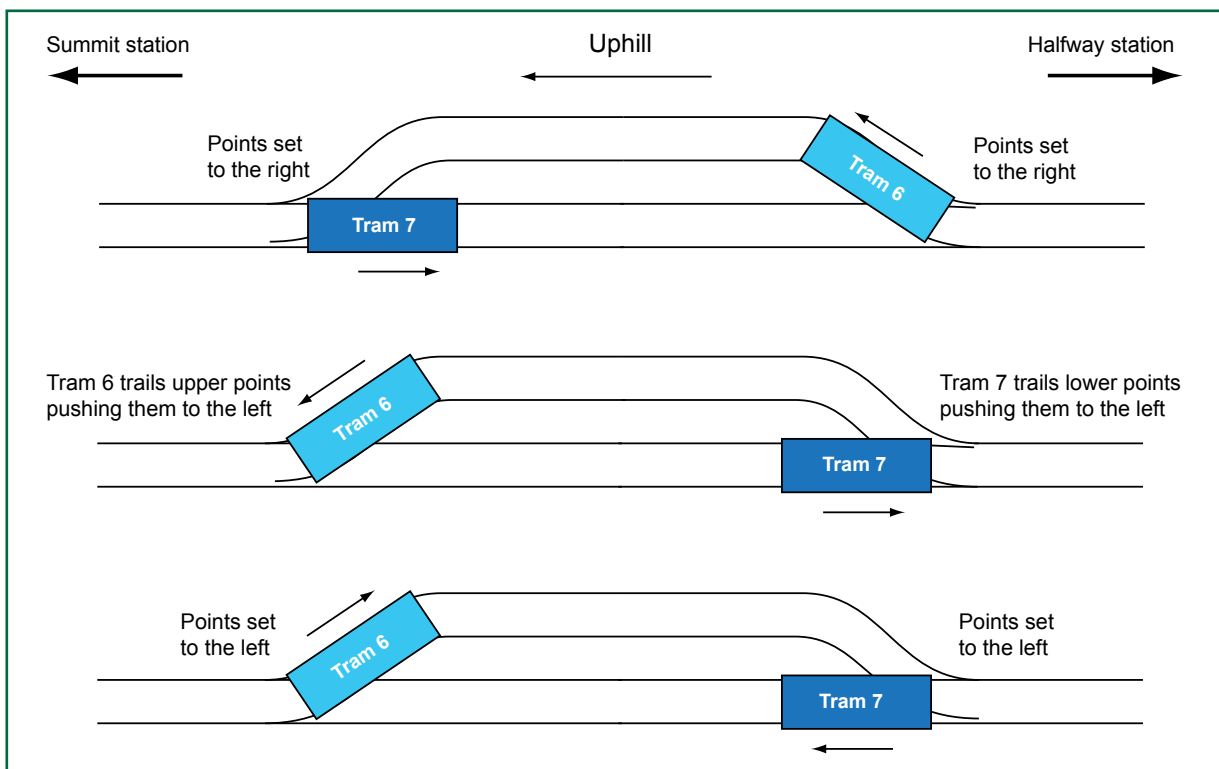 Summit station
Uphill
Halfway station
Points set
to the right
Points set
to the right
Tram 6
Tram 7
Tram 6 trails upper points
pushing them to the left
Tram 7 trails lower points
pushing them to the left
Tram 6
Tram 7
Points set
to the left
Points set
to the left
Tram 6
Tram 7